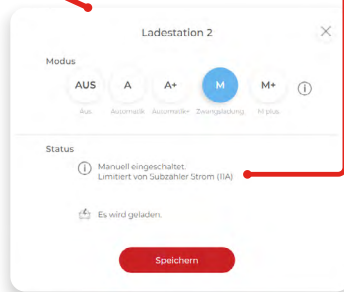 Ladestation 2
Modus
AUS A A+ M M+
Aus Automatik Automatik+ Zwangsladung M plus
Status
Manuell eingeschaltet.
Limitiert von Subzähler Strom (11A)
Es wird geladen.
Speichern